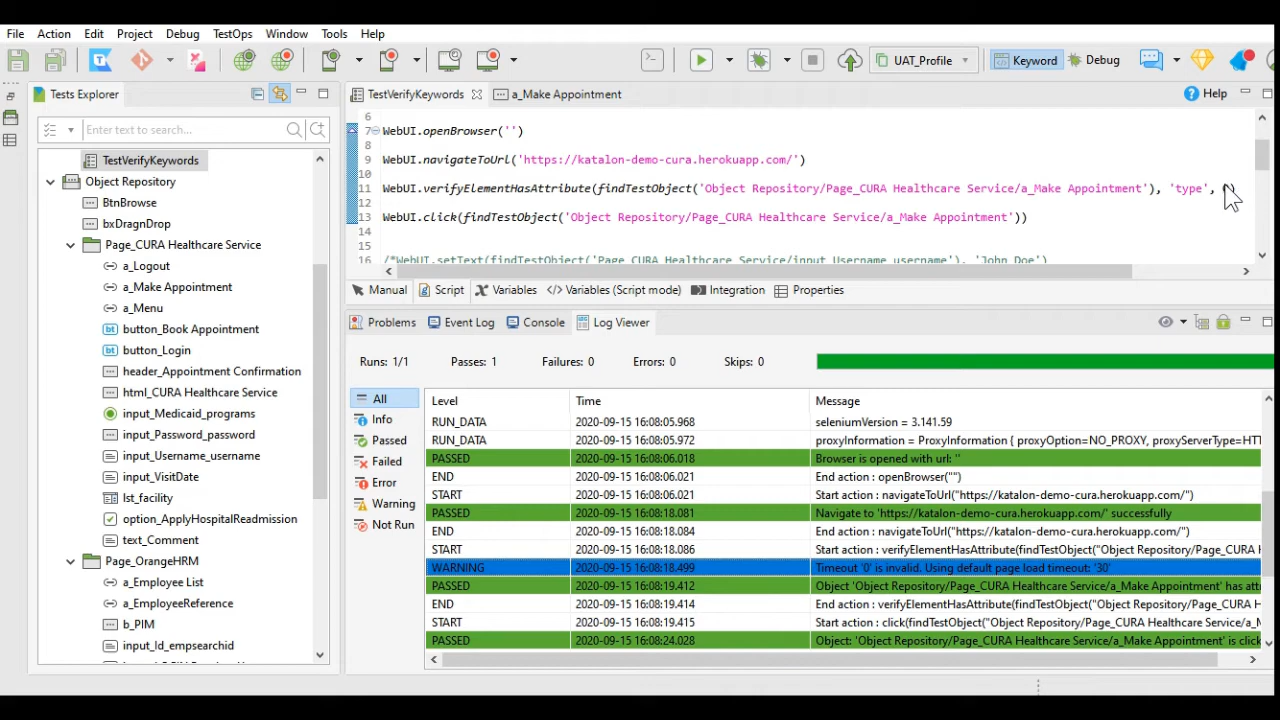 File Action Edit Project Debug TestOps Window Tools Help
UAT_Profile Keyword Debug
Tests Explorer
Enter text to search...
TestVerifyKeywords
Object Repository
BtnBrowse
bxDragnDrop
Page_CURA Healthcare Service
a_Logout
a_Make Appointment
a_Menu
button_Book Appointment
button_Login
header_Appointment Confirmation
html_CURA Healthcare Service
input_Medicaid_programs
input_Password_password
input_Username_username
input_VisitDate
lst_facility
option_ApplyHospitalReadmission
text_Comment
Page_OrangeHRM
a_Employee List
a_EmployeeReference
b_PIM
input_Id_empsearchid
TestVerifyKeywords a_Make Appointment Help
6
7 WebUI.openBrowser('')
8
9 WebUI.navigateToUrl('https://katalon-demo-cura.herokuapp.com/')
10
11 WebUI.verifyElementHasAttribute(findTestObject('Object Repository/Page_CURA Healthcare Service/a_Make Appointment'), 'type',
12
13 WebUI.click(findTestObject('Object Repository/Page_CURA Healthcare Service/a_Make Appointment'))
14
15
16 /*WebUI.setText(findTestObject('Page_CURA Healthcare Service/input_Username_username'), 'John Doe')
Manual Script Variables Variables (Script mode) Integration Properties
Problems Event Log Console Log Viewer
Runs: 1/1 Passes: 1 Failures: 0 Errors: 0 Skips: 0
All
Info
Passed
Failed
Error
Warning
Not Run
Level Time Message
RUN_DATA 2020-09-15 16:08:05.968 seleniumVersion = 3.141.59
RUN_DATA 2020-09-15 16:08:05.972 proxyInformation = ProxyInformation { proxyOption=NO_PROXY, proxyServerType=HTT
PASSED 2020-09-15 16:08:06.018 Browser is opened with url: ''
END 2020-09-15 16:08:06.021 End action : openBrowser("")
START 2020-09-15 16:08:06.021 Start action : navigateToUrl("https://katalon-demo-cura.herokuapp.com/")
PASSED 2020-09-15 16:08:18.081 Navigate to 'https://katalon-demo-cura.herokuapp.com/' successfully
END 2020-09-15 16:08:18.084 End action : navigateToUrl("https://katalon-demo-cura.herokuapp.com/")
START 2020-09-15 16:08:18.086 Start action : verifyElementHasAttribute(findTestObject("Object Repository/Page_CURA H
WARNING 2020-09-15 16:08:18.499 Timeout '0' is invalid. Using default page load timeout: '30'
PASSED 2020-09-15 16:08:19.412 Object 'Object Repository/Page_CURA Healthcare Service/a_Make Appointment' has att
END 2020-09-15 16:08:19.414 End action : verifyElementHasAttribute(findTestObject("Object Repository/Page_CURA H
START 2020-09-15 16:08:19.415 Start action : click(findTestObject("Object Repository/Page_CURA Healthcare Service/a_M
PASSED 2020-09-15 16:08:24.028 Object: 'Object Repository/Page_CURA Healthcare Service/a_Make Appointment' is click